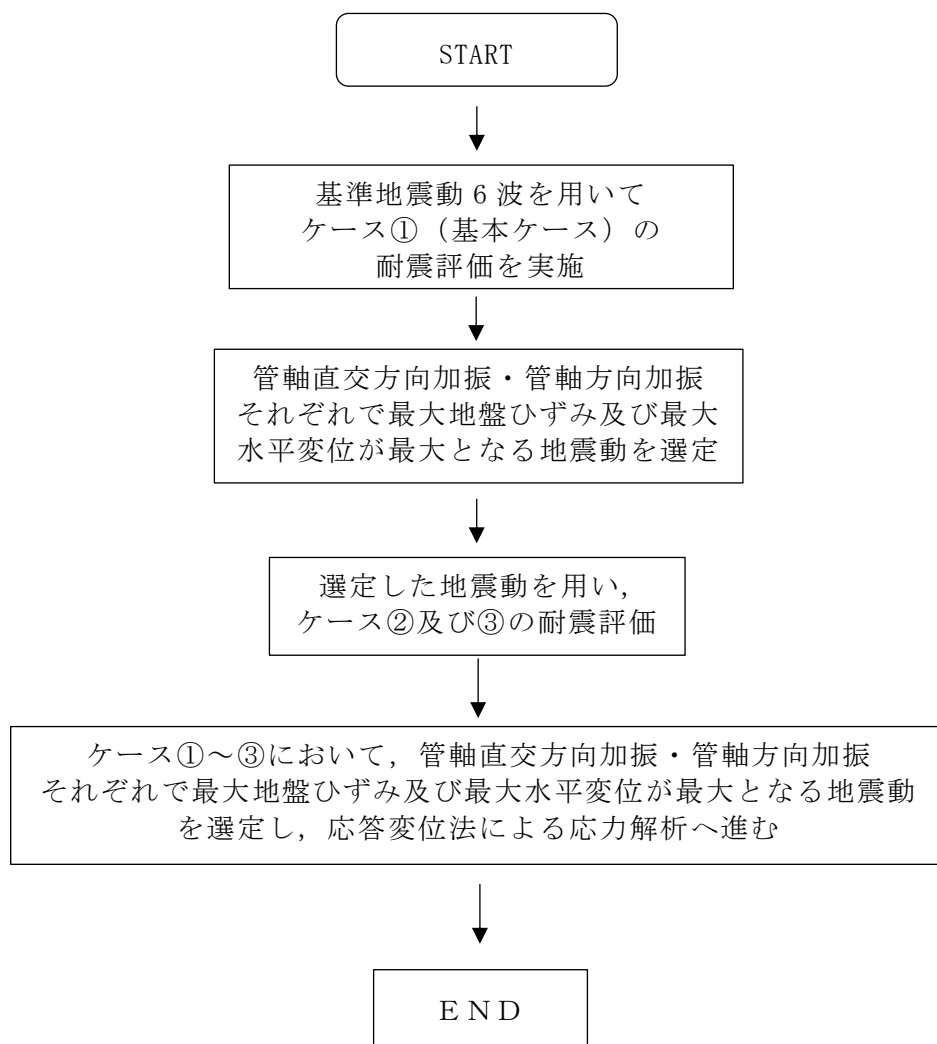 START
基準地震動6波を用いて
ケース①（基本ケース）の
耐震評価を実施
管軸直交方向加振・管軸方向加振
それぞれで最大地盤ひずみ及び最大
水平変位が最大となる地震動を選定
選定した地震動を用い，
ケース②及び③の耐震評価
ケース①～③において，管軸直交方向加振・管軸方向加振
それぞれで最大地盤ひずみ及び最大水平変位が最大となる地震動
を選定し，応答変位法による応力解析へ進む
ＥＮＤ